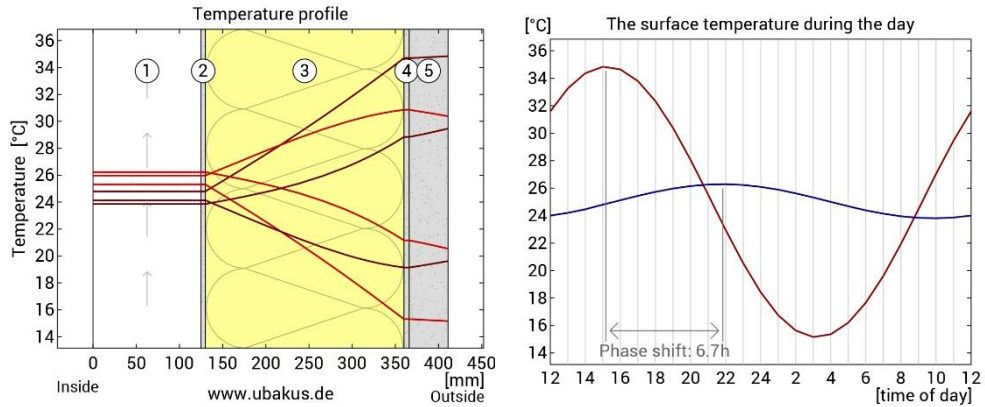 Temperature profile
Temperature [°C]
36
34
32
30
28
26
24
22
20
18
16
14
1 2 3 4 5
0 50 100 150 200 250 300 350 400 450
[mm]
Inside
www.ubakus.de
Outside
[°C]
The surface temperature during the day
36
34
32
30
28
26
24
22
20
18
16
14
Phase shift: 6.7h
12 14 16 18 20 22 24 2 4 6 8 10 12
[time of day]